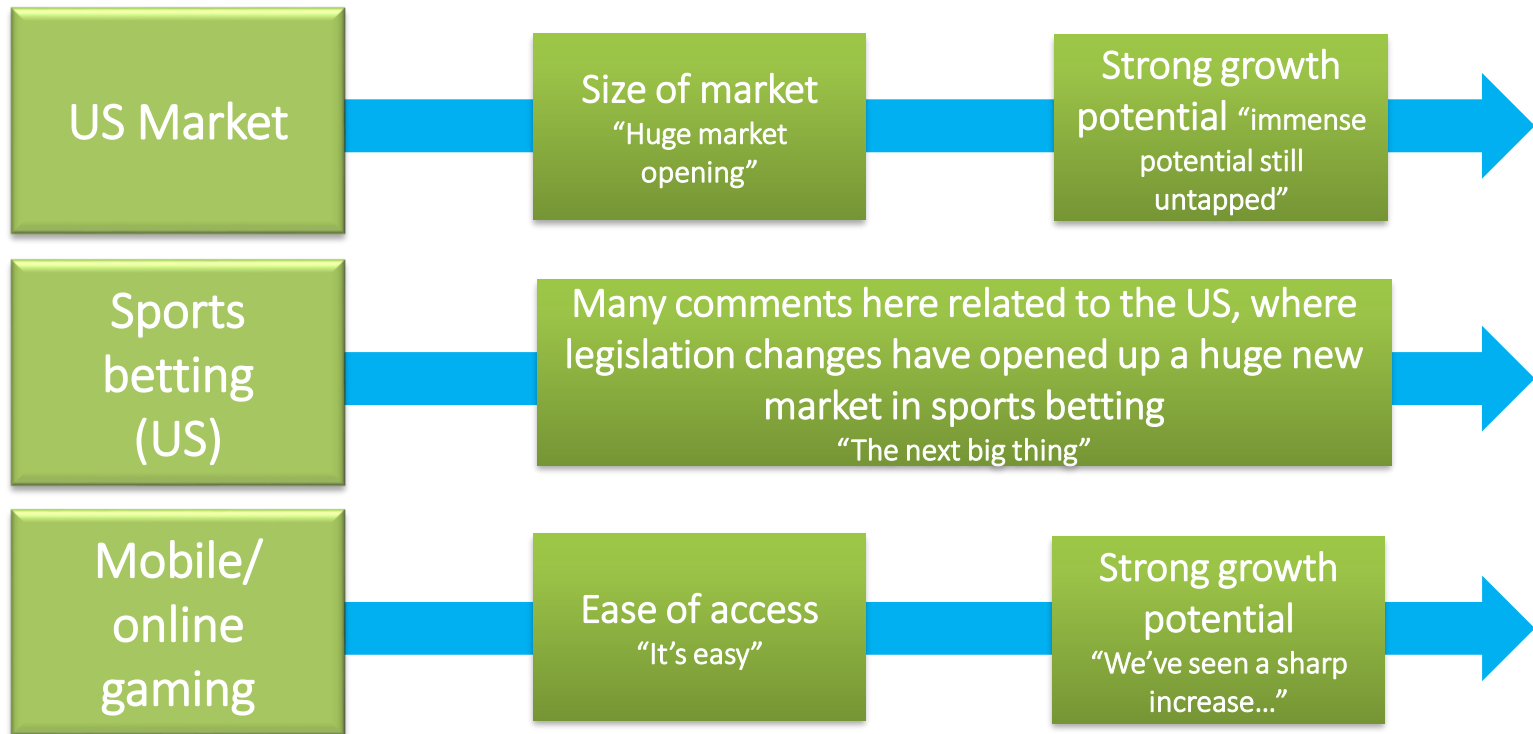 US Market
Size of market
“Huge market
opening”
Strong growth
potential “immense
potential still
untapped”
Sports
betting
(US)
Many comments here related to the US, where
legislation changes have opened up a huge new
market in sports betting
“The next big thing”
Mobile/
online
gaming
Ease of access
“It’s easy”
Strong growth
potential
“We’ve seen a sharp
increase…”